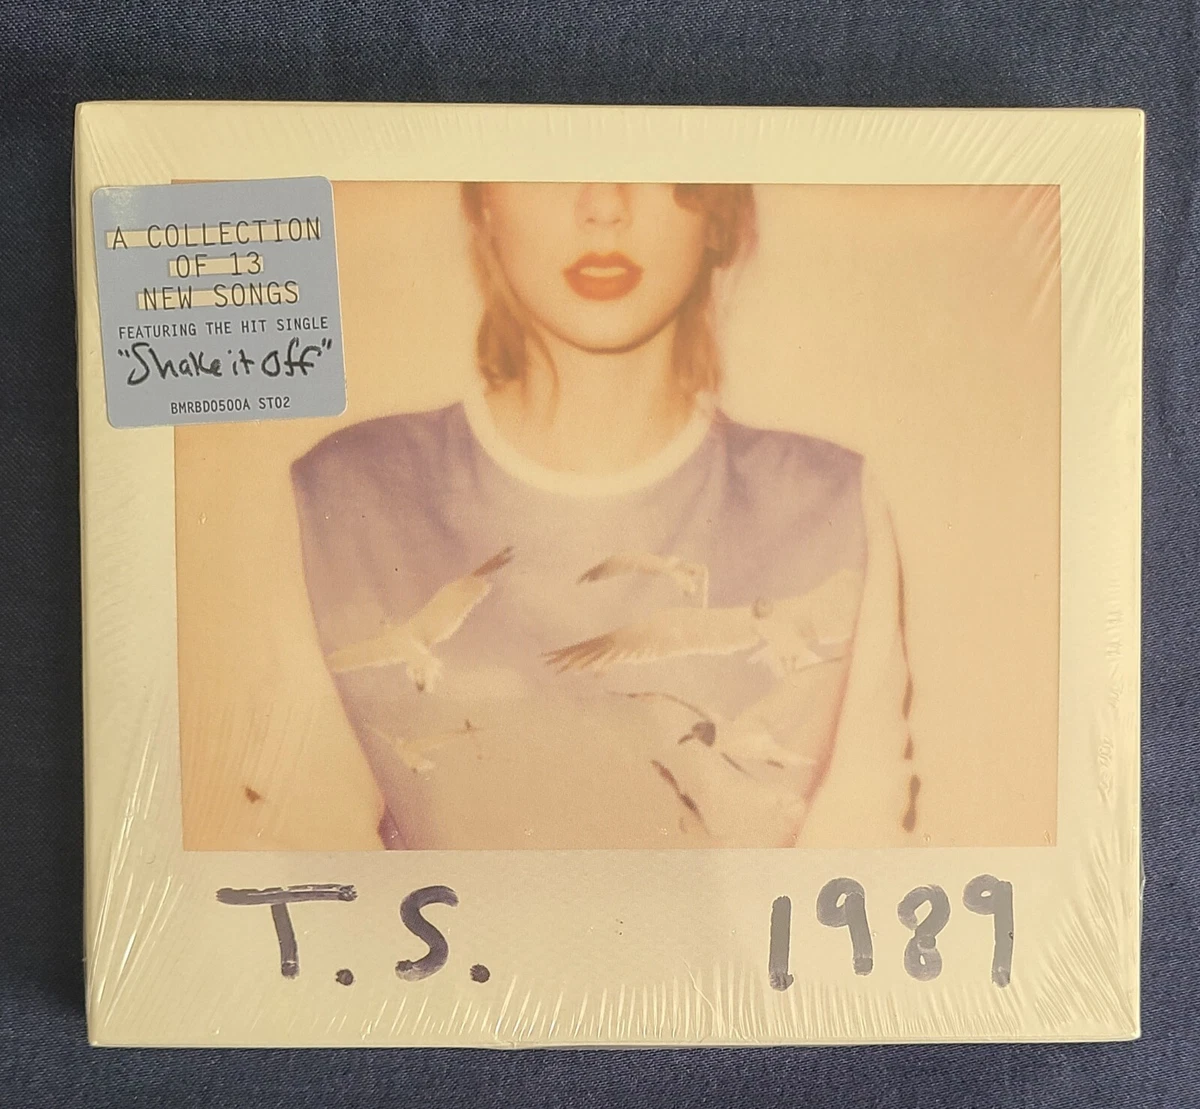 A COLLECTION
OF 13
NEW SONGS
FEATURING THE HIT SINGLE
"Shake it Off"
BMRBD0500A ST02
T.S. 1989